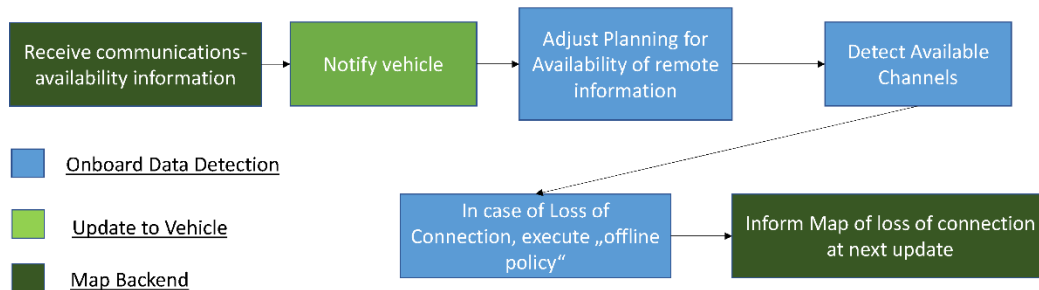 Receive communications-
availability information
Notify vehicle
Adjust Planning for
Availability of remote
information
Detect Available
Channels
Onboard Data Detection
Update to Vehicle
Map Backend
In case of Loss of
Connection, execute „offline
policy“
Inform Map of loss of connection
at next update